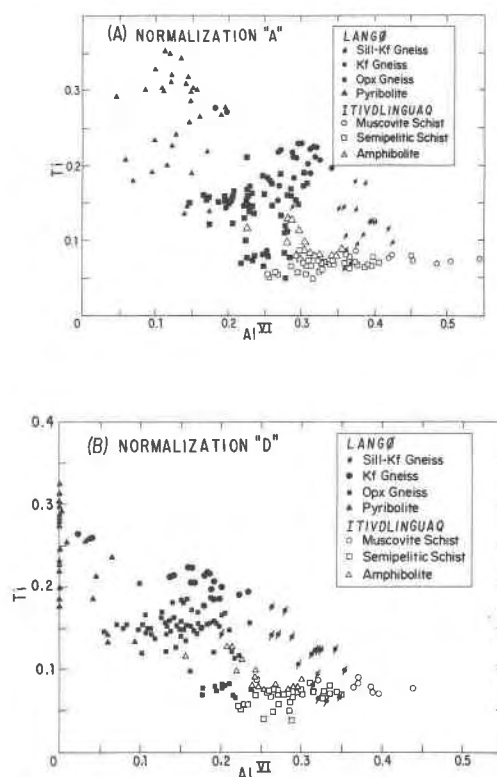 (A) NORMALIZATION "A"
LANGØ
Sill-Kf Gneiss
Kf Gneiss
Opx Gneiss
Pyribolite
ITIVDLINGUAQ
Muscovite Schist
Semipelitic Schist
Amphibolite
0.3
Ti
0.2
0.1
0
0.1
0.2
0.3
0.4
0.5
Al VI
0.4
(B) NORMALIZATION "D"
LANGØ
Sill-Kf Gneiss
Kf Gneiss
Opx Gneiss
Pyribolite
ITIVDLINGUAQ
Muscovite Schist
Semipelitic Schist
Amphibolite
0.3
Ti
0.2
0.1
0
0
0.1
0.2
0.3
0.4
0.5
Al VI